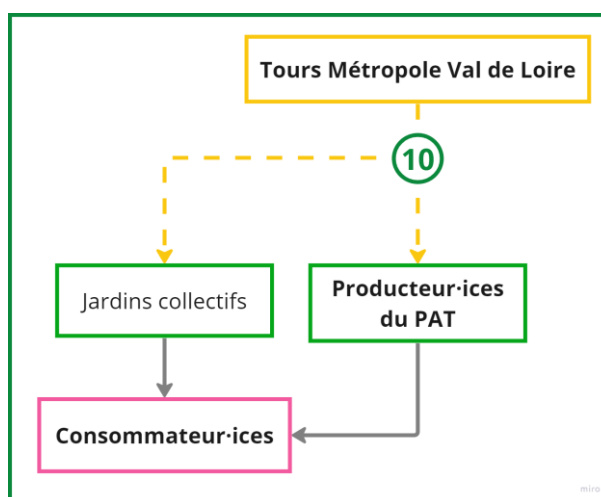 Tours Métropole Val de Loire
10
Jardins collectifs
Producteur·ices
du PAT
Consommateur·ices
miro